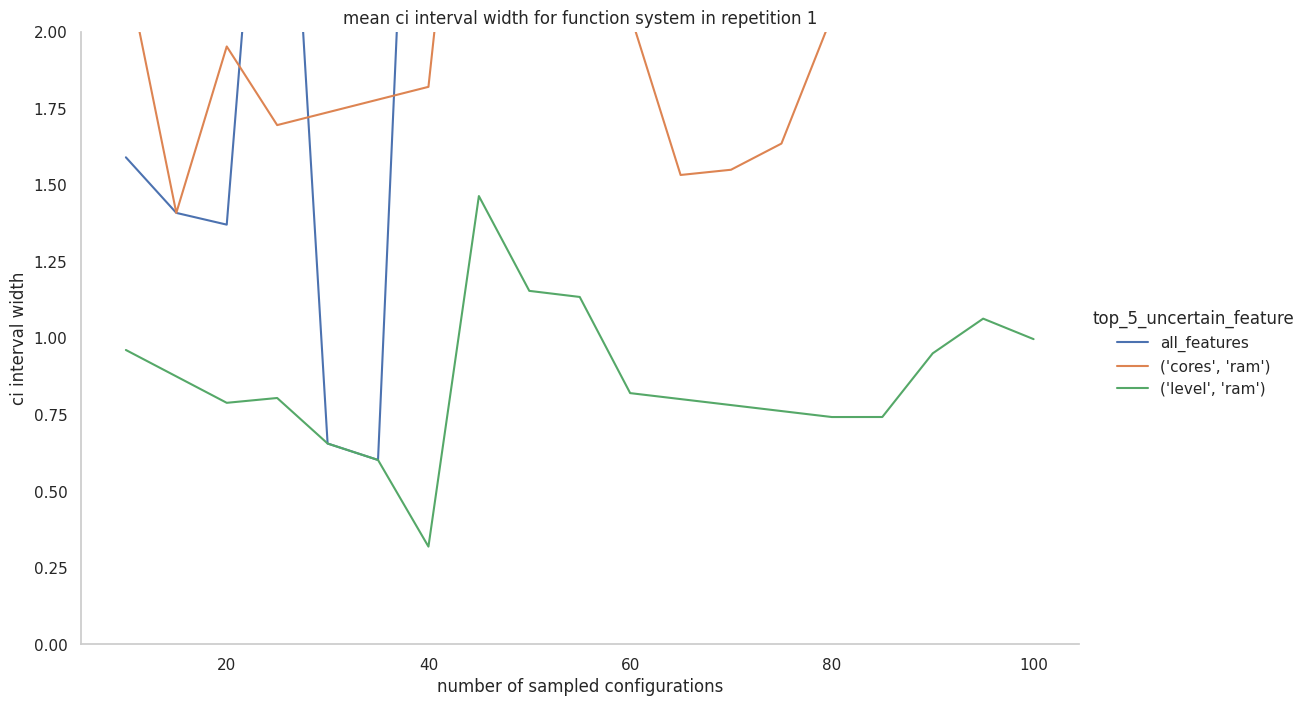 mean ci interval width for function system in repetition 1
2.00
1.75
1.50
1.25
1.00
0.75
0.50
0.25
0.00
ci interval width
20
40
60
80
100
number of sampled configurations
top_5_uncertain_feature
all_features
('cores', 'ram')
('level', 'ram')